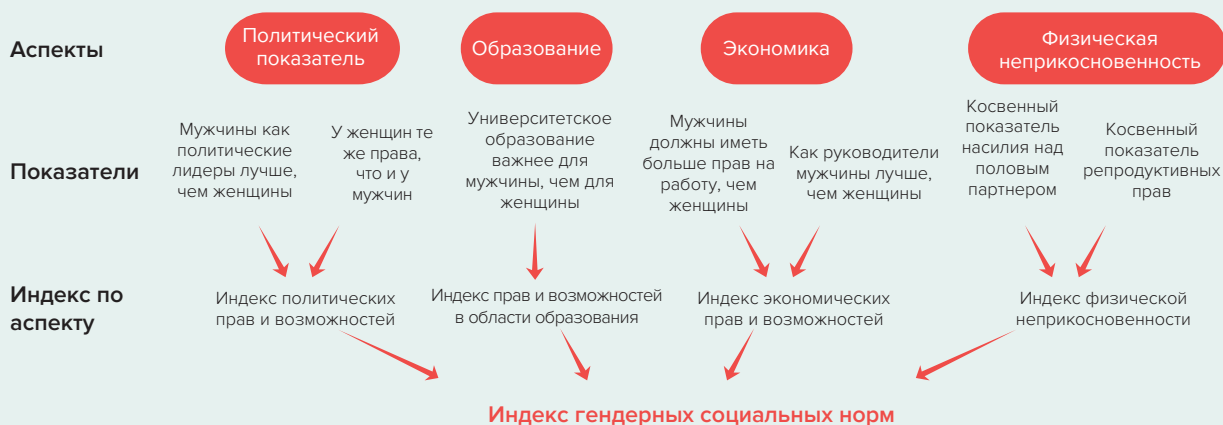 Аспекты
Политический
показатель
Образование
Экономика
Физическая
неприкосновенность
Показатели
Мужчины как
политические
лидеры лучше,
чем женщины
У женщин те
же права,
что и у
мужчин
Университетское
образование
важнее для
мужчины, чем для
женщины
Мужчины
должны иметь
больше прав на
работу, чем
женщины
Как руководители
мужчины лучше,
чем женщины
Косвенный
показатель
насилия над
половым
партнером
Косвенный
показатель
репродуктивных
прав
Индекс по
аспекту
Индекс политических
прав и возможностей
Индекс прав и возможностей
в области образования
Индекс экономических
прав и возможностей
Индекс физической
неприкосновенности
Индекс гендерных социальных норм